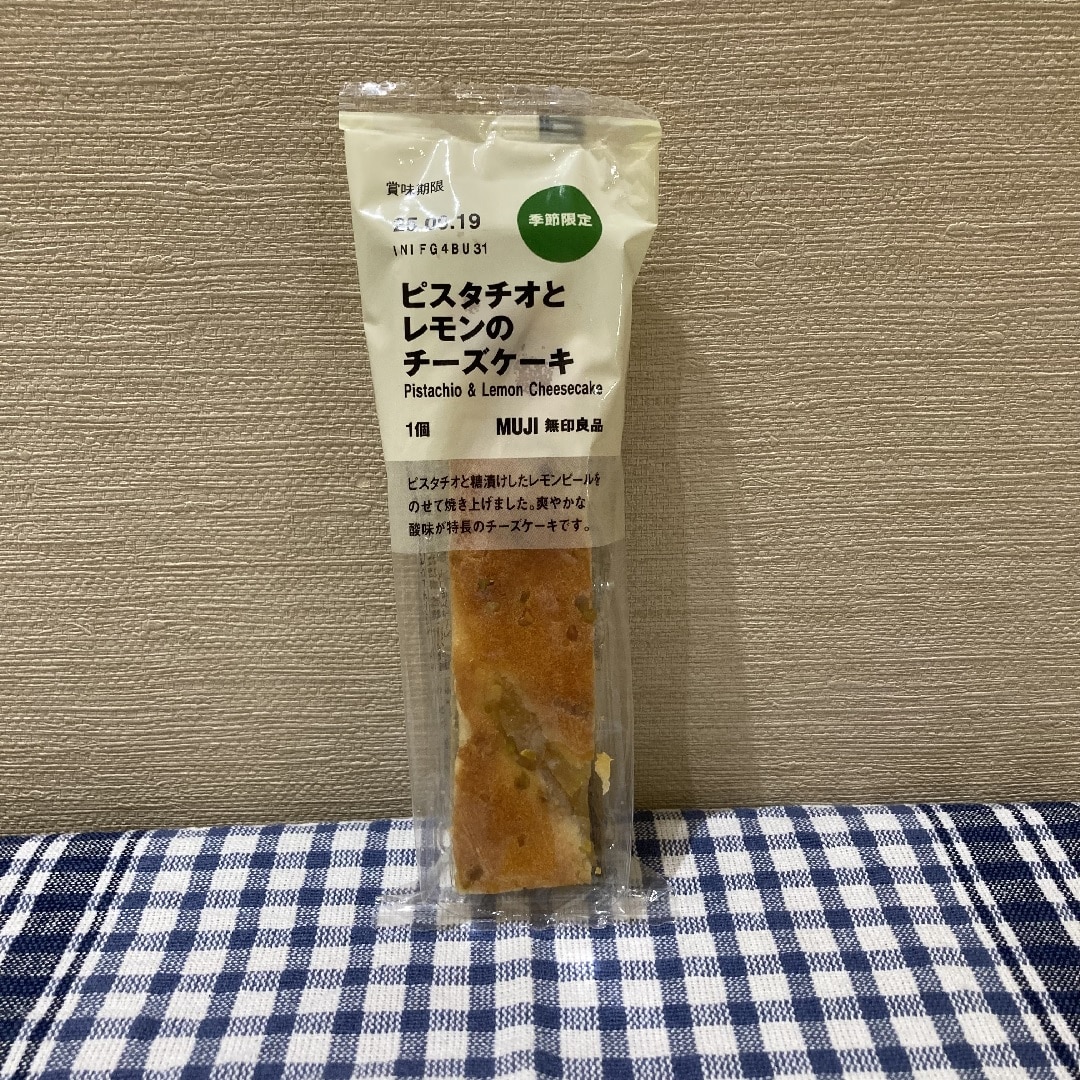 賞味期限
季節限定
INIFG4BU31
ピスタチオと
レモンの
チーズケーキ
Pistachio & Lemon Cheesecake
1個 MUJI 無印良品
ピスタチオと糖漬けしたレモンピールを
のせて焼き上げました。爽やかな
酸味が特長のチーズケーキです。